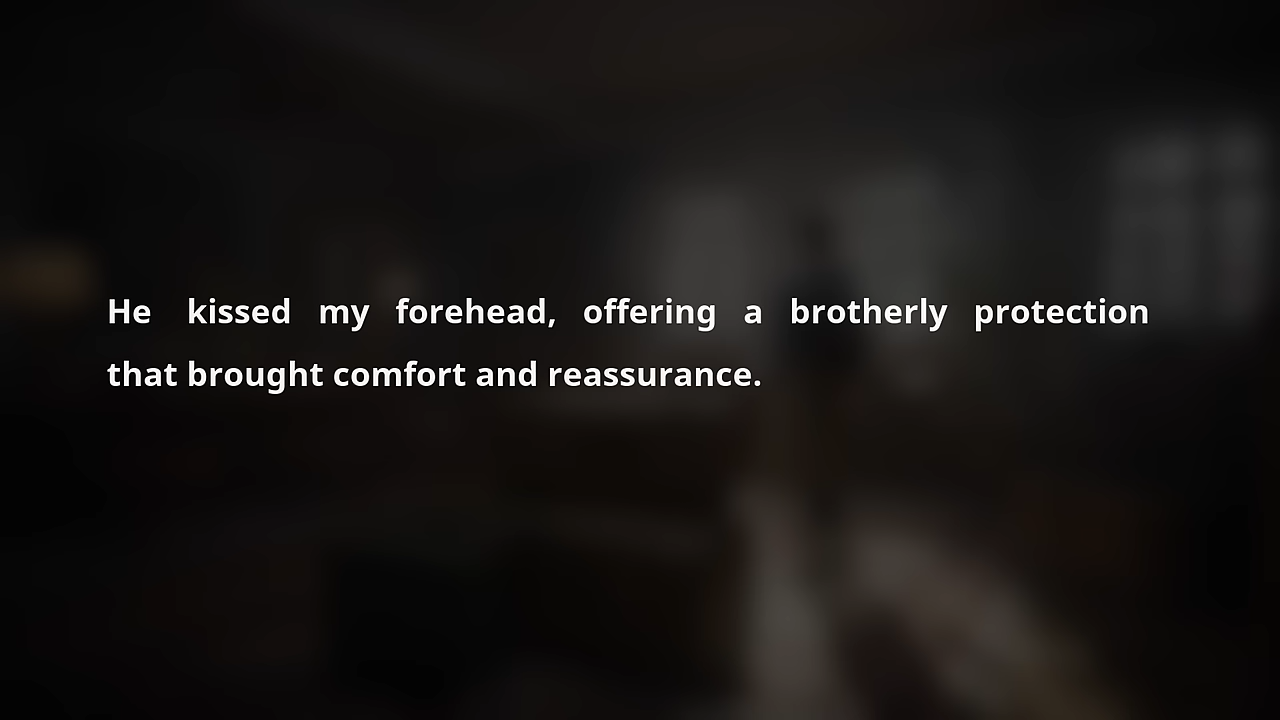 He kissed my forehead, offering a brotherly protection
that brought comfort and reassurance.